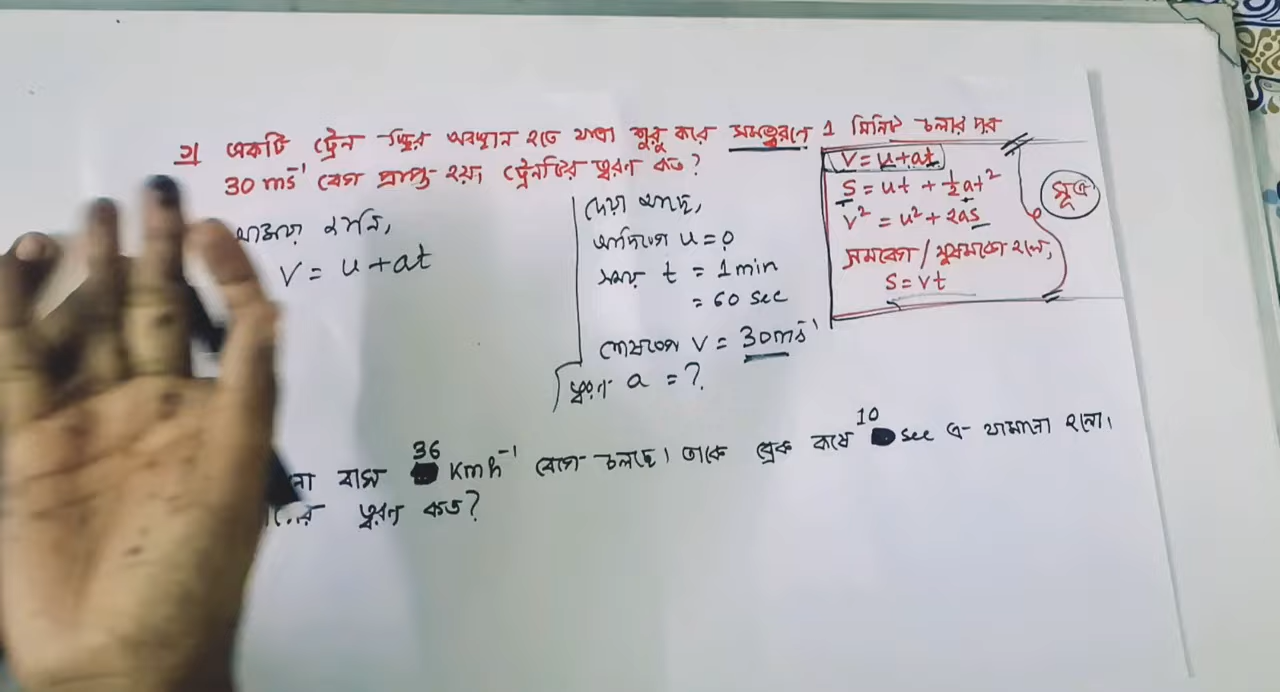 ২) একটি ট্রেন স্থির অবস্থান হতে যাত্রা শুরু করে সমত্বরণে 1 মিনিট চলার পর
30 ms⁻¹ বেগ প্রাপ্ত হয়। ট্রেনটির ত্বরণ কত?
আমরা জানি,
V = u + at
দেয়া আছে,
আদিবেগ u = 0
সময় t = 1 min
= 60 sec
শেষবেগ V = 30ms⁻¹
ত্বরণ a = ?
V = u + at
S = ut + ½at²
V² = u² + 2as
সমবেগ / সুষমবেগ হলে,
S = Vt
সূত্র
বাস 36 Kmh⁻¹ বেগে চলছে। তাকে ব্রেক কষে 10 sec এ থামানো হলো।
ত্বরণ কত?